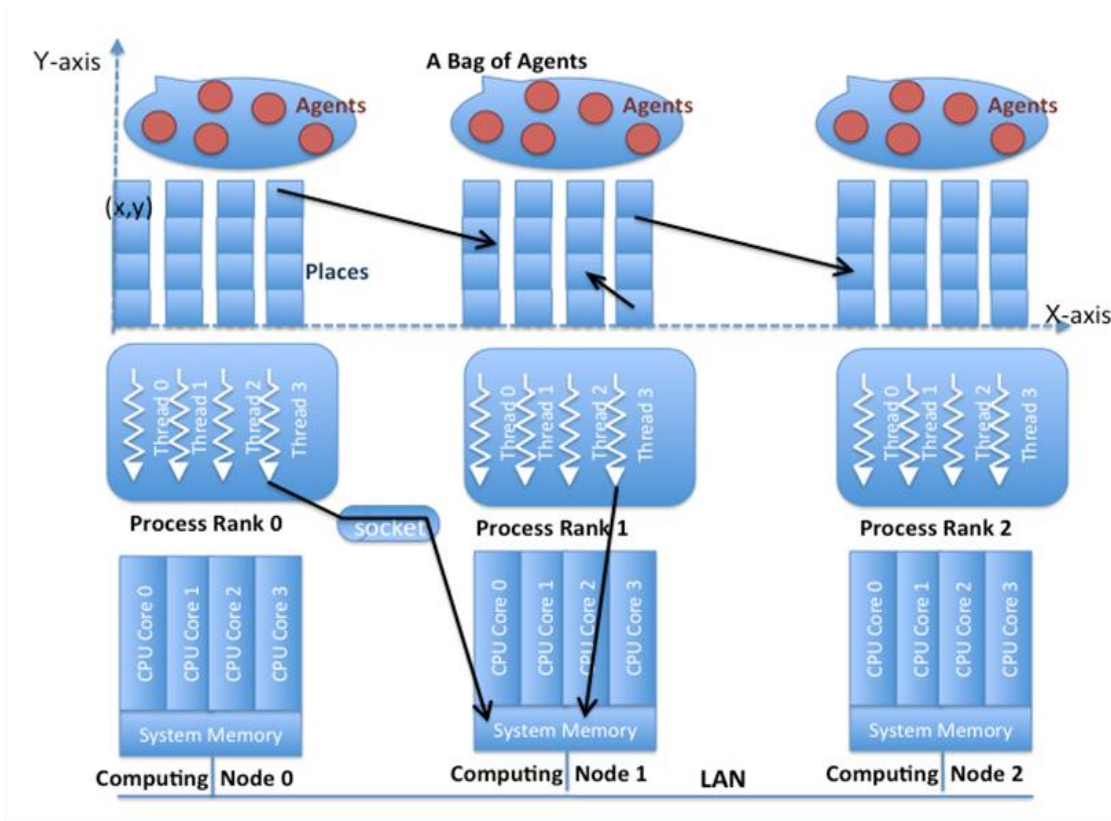 Y-axis
A Bag of Agents
Agents
Agents
Agents
(x,y)
Places
X-axis
Thread 0
Thread 1
Thread 2
Thread 3
Thread 0
Thread 1
Thread 2
Thread 3
Thread 0
Thread 1
Thread 2
Thread 3
Process Rank 0
socket
Process Rank 1
Process Rank 2
CPU Core 0
CPU Core 1
CPU Core 2
CPU Core 3
CPU Core 0
CPU Core 1
CPU Core 2
CPU Core 3
CPU Core 0
CPU Core 1
CPU Core 2
CPU Core 3
System Memory
System Memory
System Memory
Computing Node 0
Computing Node 1
LAN
Computing Node 2